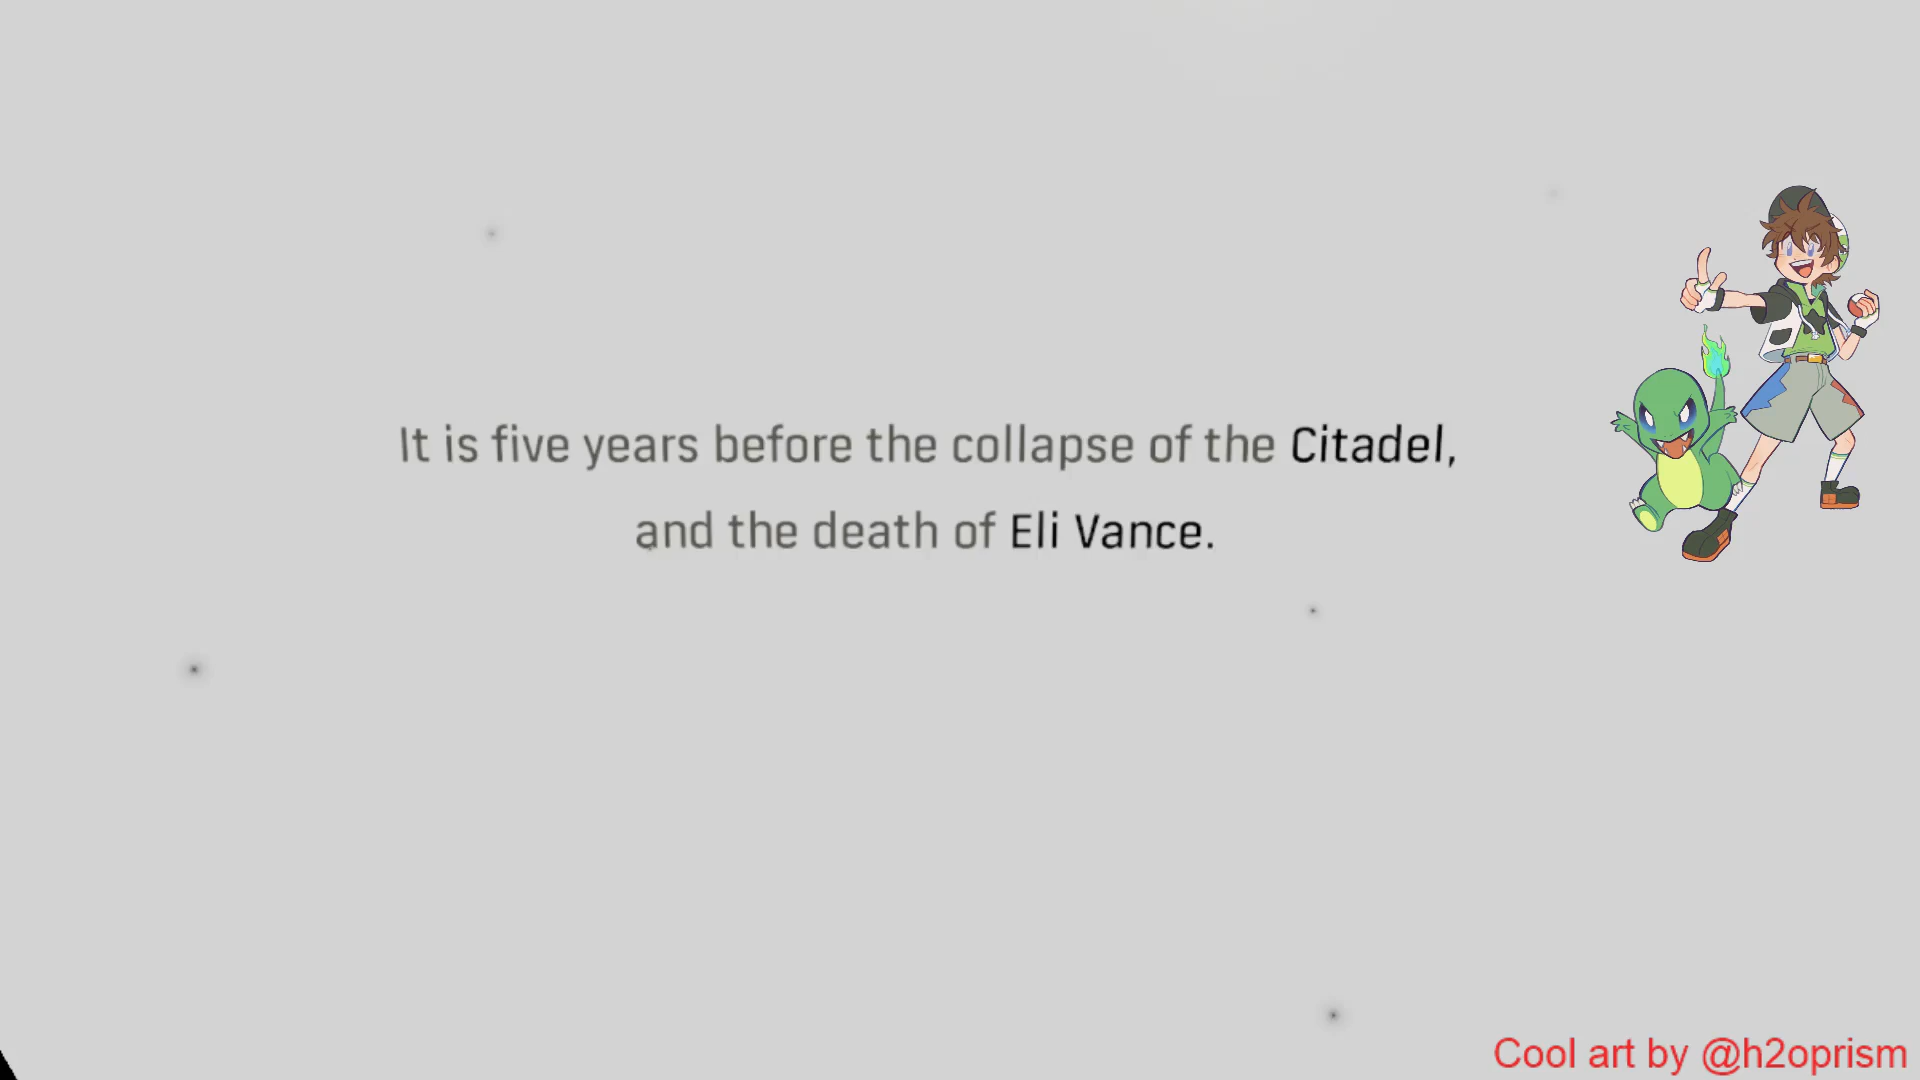 It is five years before the collapse of the Citadel,
and the death of Eli Vance.
Cool art by @h2oprism